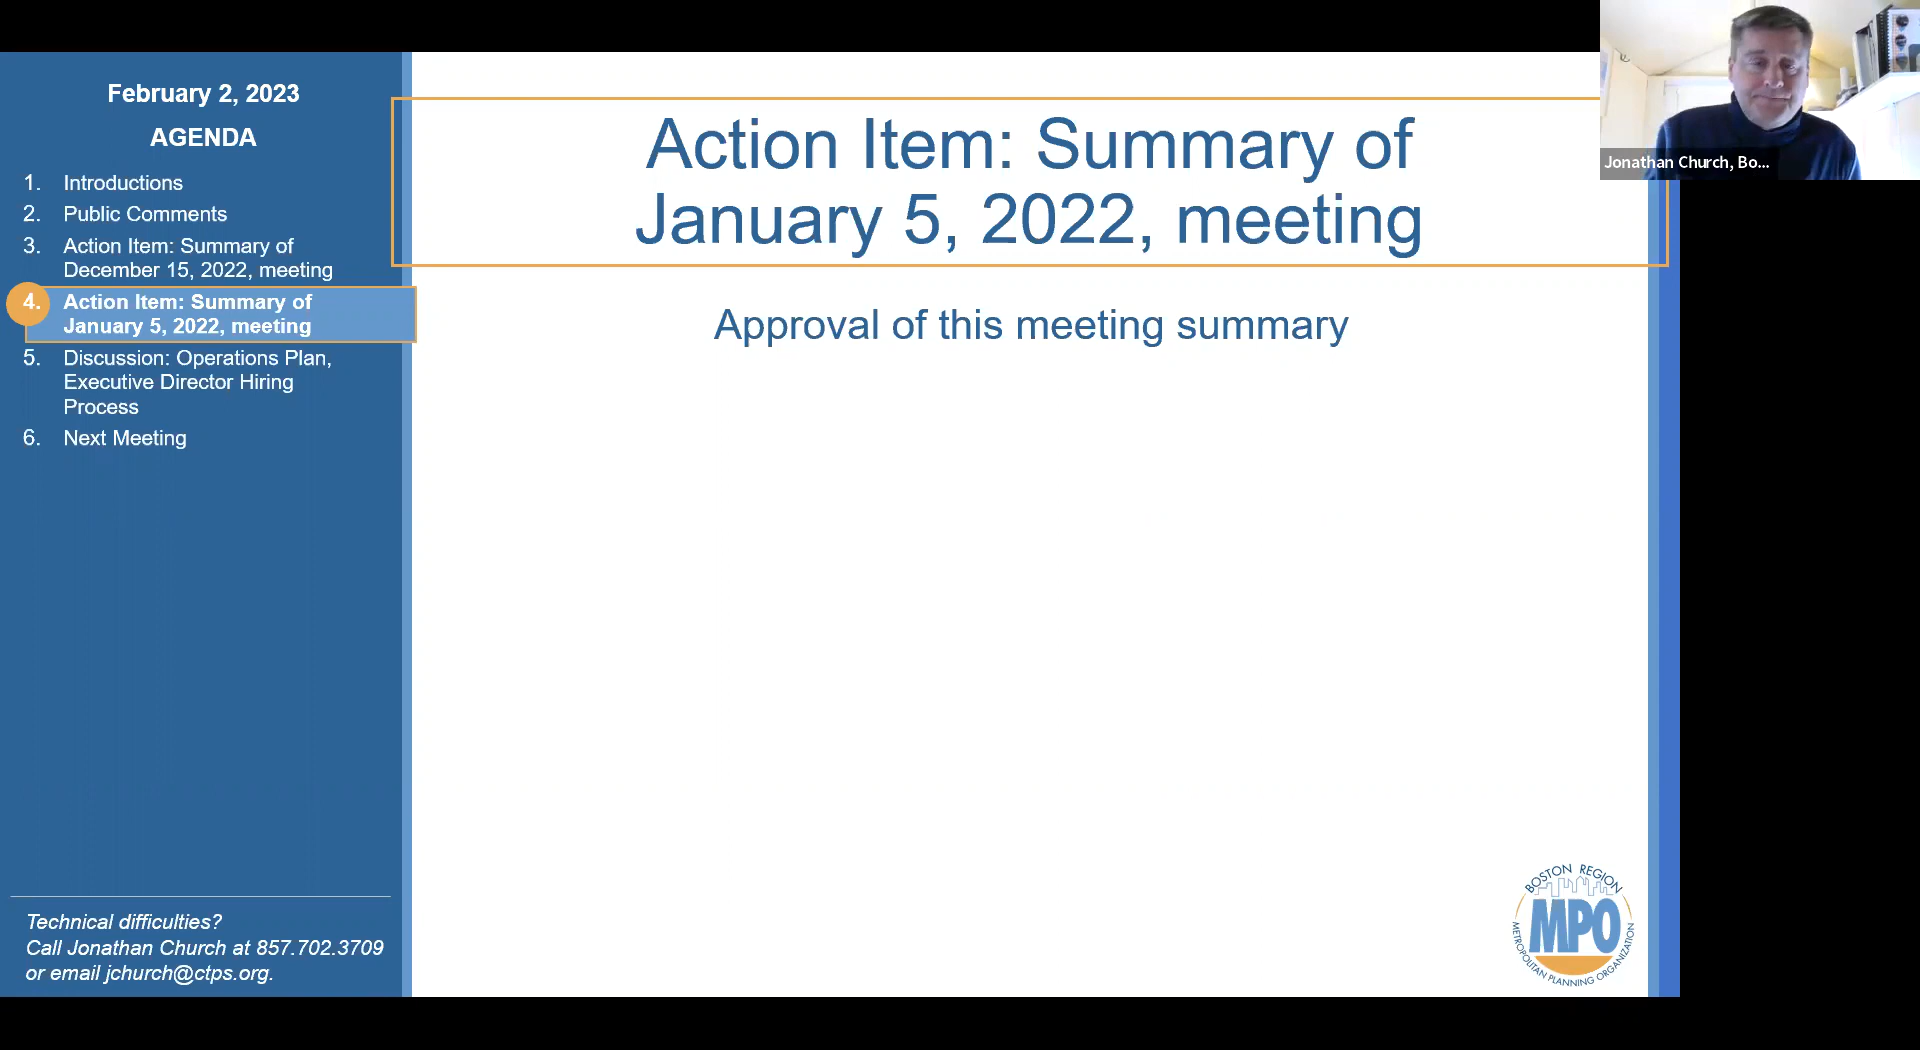 February 2, 2023
AGENDA
1. Introductions
2. Public Comments
3. Action Item: Summary of
December 15, 2022, meeting
4. Action Item: Summary of
January 5, 2022, meeting
5. Discussion: Operations Plan,
Executive Director Hiring
Process
6. Next Meeting
Technical difficulties?
Call Jonathan Church at 857.702.3709
or email jchurch@ctps.org.
Action Item: Summary of
January 5, 2022, meeting
Approval of this meeting summary
Jonathan Church, Bo...
BOSTON REGION
MPO
METROPOLITAN PLANNING ORGANIZATION